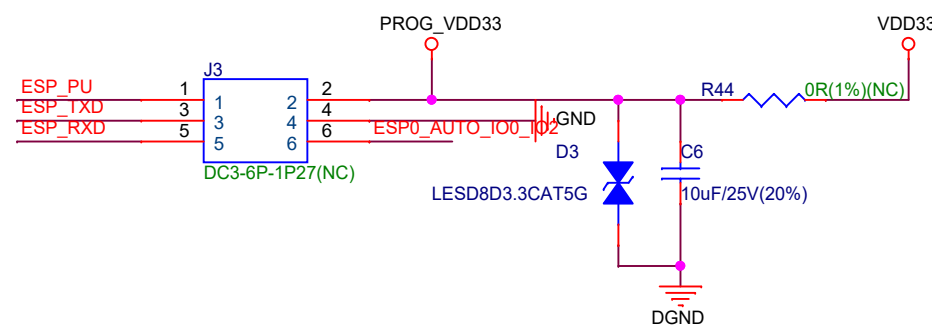 PROG_VDD33
VDD33
J3
ESP_PU
1
1
2
2
R44
0R(1%)(NC)
ESP_TXD
3
3
4
4
GND
ESP_RXD
5
5
6
6
ESP0_AUTO_IO0_IO2
DC3-6P-1P27(NC)
D3
LESD8D3.3CAT5G
C6
10uF/25V(20%)
DGND